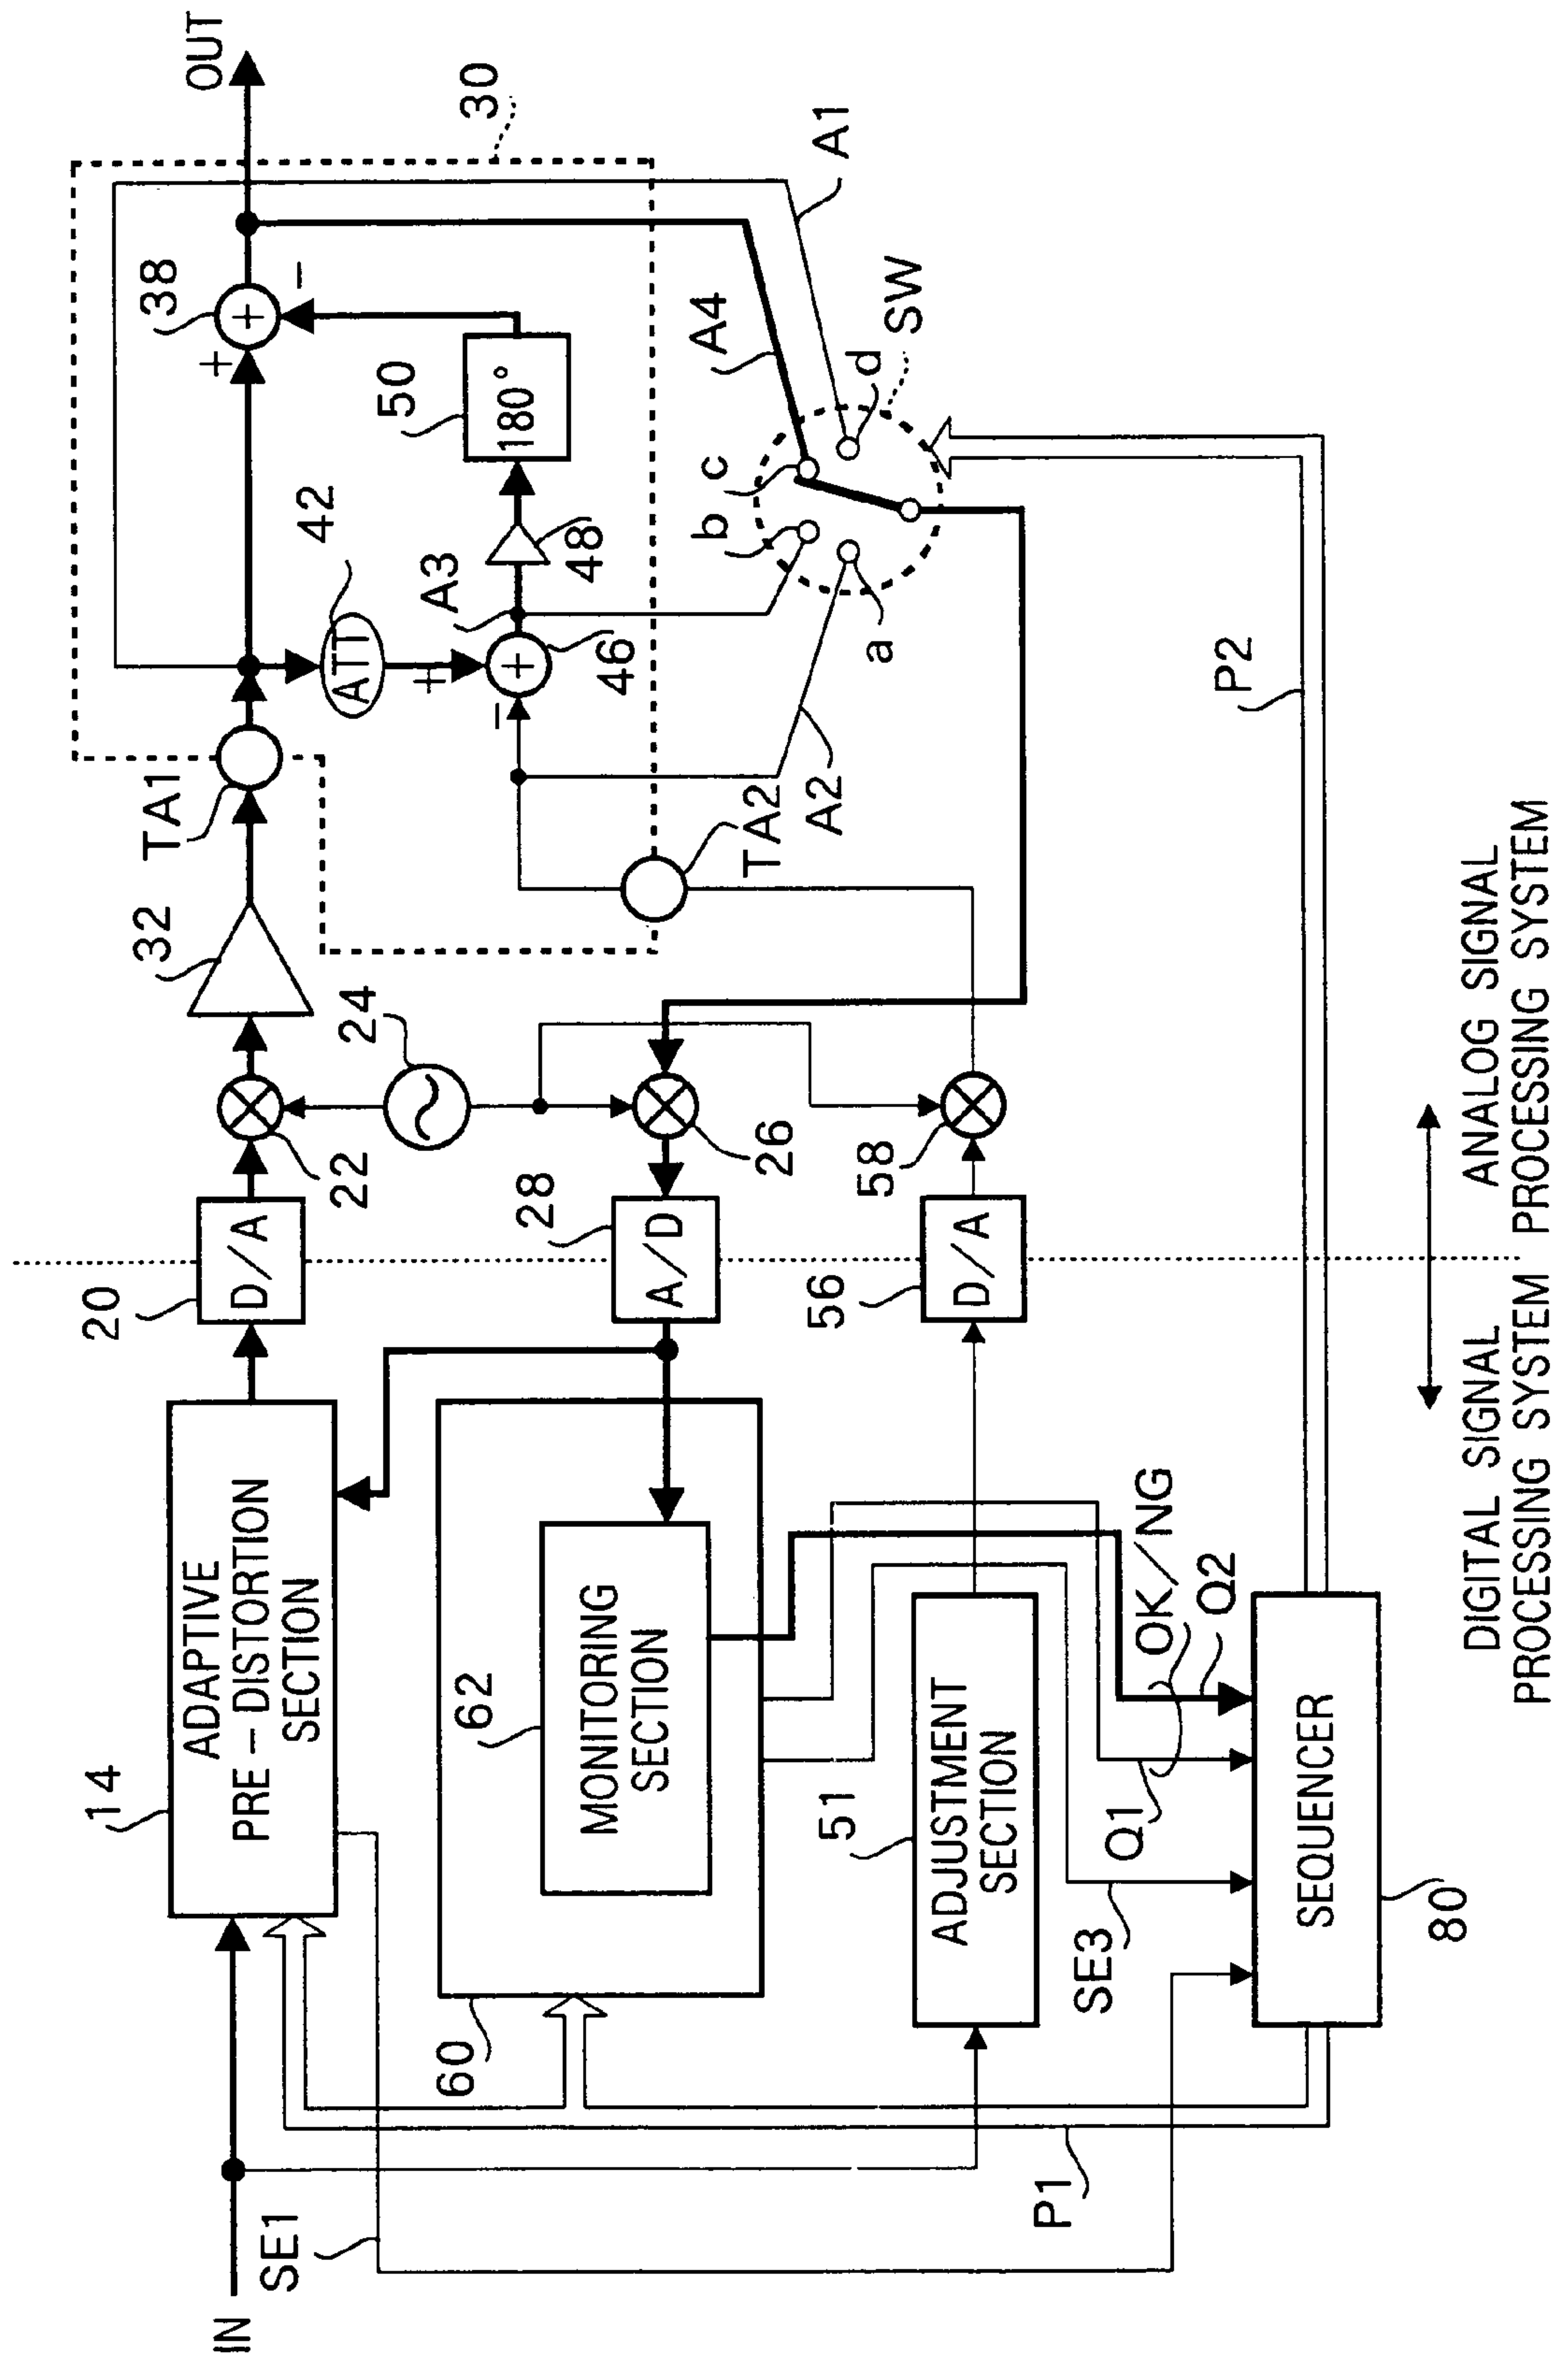 IN
OUT
SE1
14
ADAPTIVE
PRE-DISTORTION
SECTION
20
D/A
22
24
32
TA1
38
+
+
−
30
42
ATT
50
180°
A3
48
+
−
+
46
A4
A1
SW
a
b
c
d
TA2
A2
60
62
MONITORING
SECTION
28
A/D
26
51
ADJUSTMENT
SECTION
56
D/A
58
P1
SE3
Q1
OK/NG
Q2
P2
SEQUENCER
80
DIGITAL SIGNAL
PROCESSING SYSTEM
ANALOG SIGNAL
PROCESSING SYSTEM